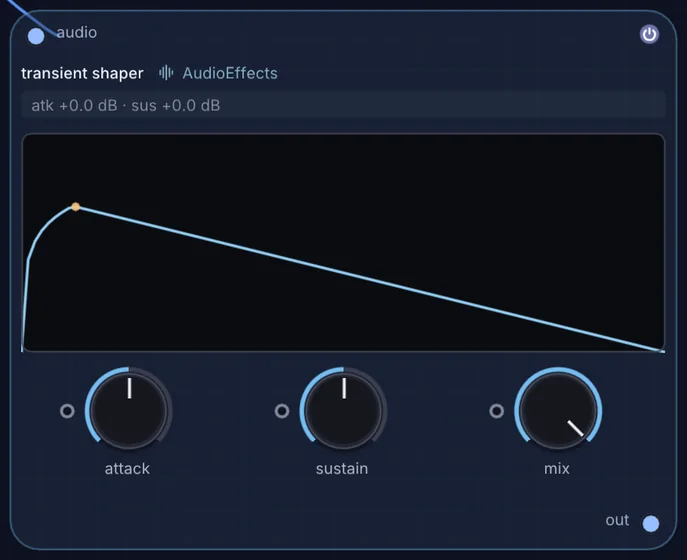 audio
transient shaper AudioEffects
atk +0.0 dB · sus +0.0 dB
attack sustain mix
out